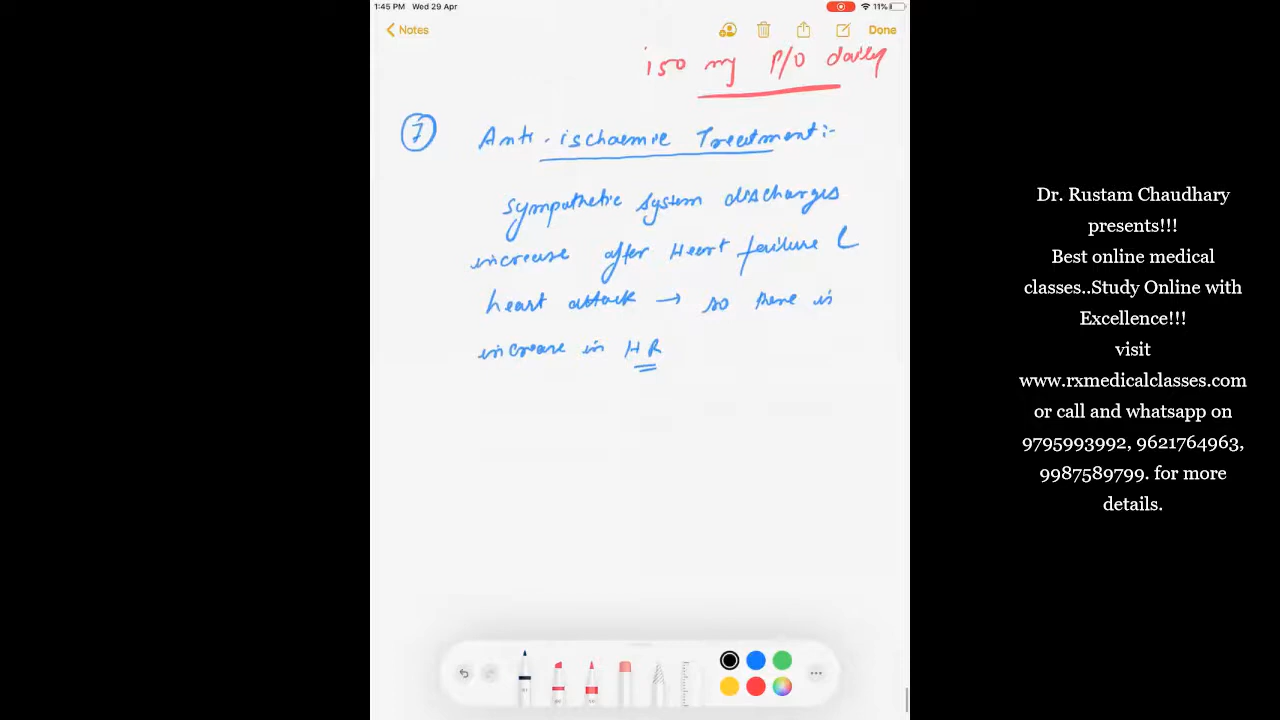 1:45 PM Wed 29 Apr
11%
Notes
Done
150 mg P/O daily
7 Anti-ischaemic Treatment:-
sympathetic system discharges
increase after Heart failure (
heart attack → so there is
increase in HR
Dr. Rustam Chaudhary
presents!!!
Best online medical
classes..Study Online with
Excellence!!!
visit
www.rxmedicalclasses.com
or call and whatsapp on
9795993992, 9621764963,
9987589799. for more
details.